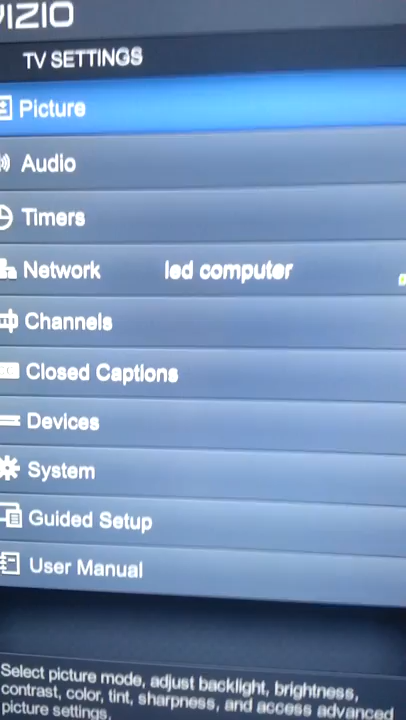 VIZIO
TV SETTINGS
Picture
Audio
Timers
Network led computer
Channels
Closed Captions
Devices
System
Guided Setup
User Manual
Select picture mode, adjust backlight, brightness,
contrast, color, tint, sharpness, and access advanced
picture settings.